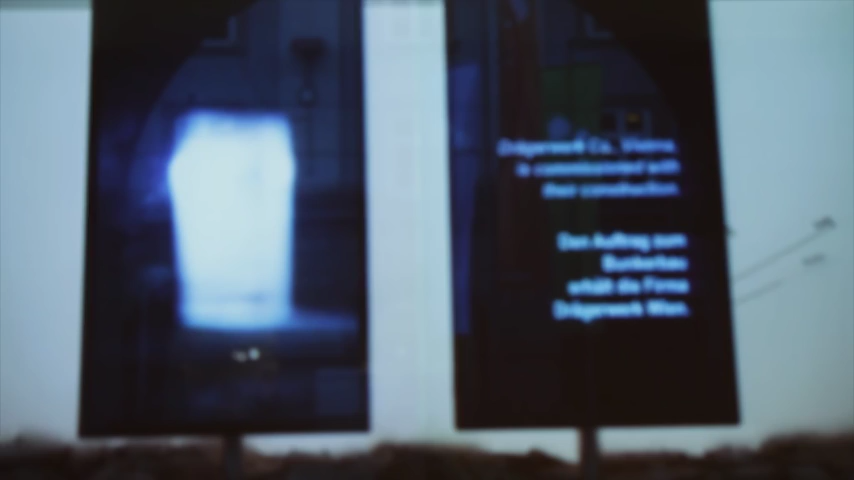 Drägerwerk Co., Vienna,
is commissioned with
their construction.
Den Auftrag zum
Bunkerbau
erhält die Firma
Drägerwerk Wien.